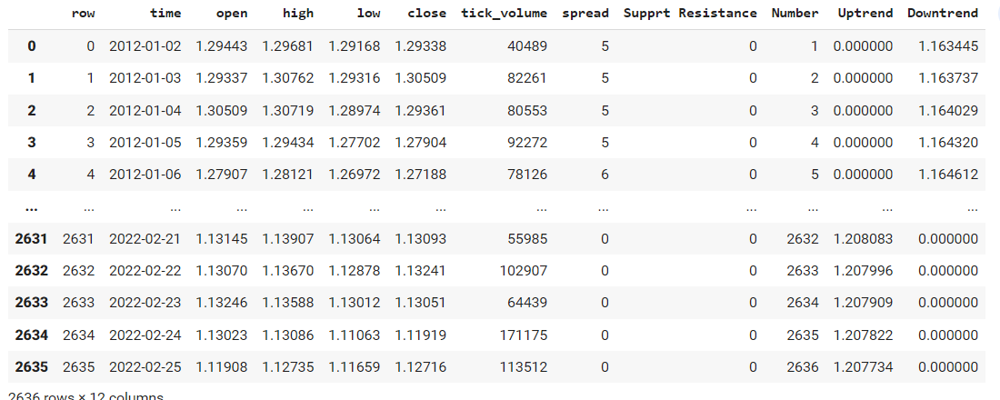 row time open high low close tick_volume spread Supprt Resistance Number Uptrend Downtrend
0 0 2012-01-02 1.29443 1.29681 1.29168 1.29338 40489 5 0 1 0.000000 1.163445
1 1 2012-01-03 1.29337 1.30762 1.29316 1.30509 82261 5 0 2 0.000000 1.163737
2 2 2012-01-04 1.30509 1.30719 1.28974 1.29361 80553 5 0 3 0.000000 1.164029
3 3 2012-01-05 1.29359 1.29434 1.27702 1.27904 92272 5 0 4 0.000000 1.164320
4 4 2012-01-06 1.27907 1.28121 1.26972 1.27188 78126 6 0 5 0.000000 1.164612
... ... ... ... ... ... ... ... ... ... ... ... ...
2631 2631 2022-02-21 1.13145 1.13907 1.13064 1.13093 55985 0 0 2632 1.208083 0.000000
2632 2632 2022-02-22 1.13070 1.13670 1.12878 1.13241 102907 0 0 2633 1.207996 0.000000
2633 2633 2022-02-23 1.13246 1.13588 1.13012 1.13051 64439 0 0 2634 1.207909 0.000000
2634 2634 2022-02-24 1.13023 1.13086 1.11063 1.11919 171175 0 0 2635 1.207822 0.000000
2635 2635 2022-02-25 1.11908 1.12735 1.11659 1.12716 113512 0 0 2636 1.207734 0.000000
2636 rows × 12 columns